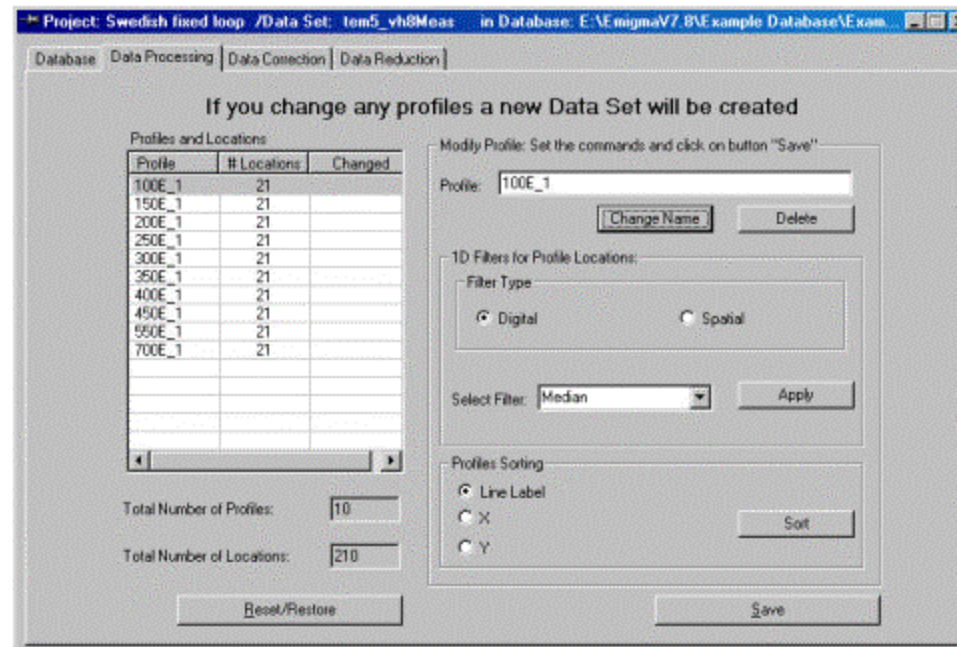 Project: Swedish fixed loop /Data Set: tem5_vh8Meas in Database: E:\EmigmaV7.8\Example Database\Exam...
Database Data Processing Data Correction Data Reduction
If you change any profiles a new Data Set will be created
Profiles and Locations
Profile # Locations Changed
100E_1 21
150E_1 21
200E_1 21
250E_1 21
300E_1 21
350E_1 21
400E_1 21
450E_1 21
550E_1 21
700E_1 21
Total Number of Profiles: 10
Total Number of Locations: 210
Reset/Restore
Modify Profile: Set the commands and click on button "Save"
Profile: 100E_1
Change Name Delete
1D Filters for Profile Locations:
Filter Type
Digital Spatial
Select Filter: Median Apply
Profiles Sorting
Line Label
X
Y
Sort
Save